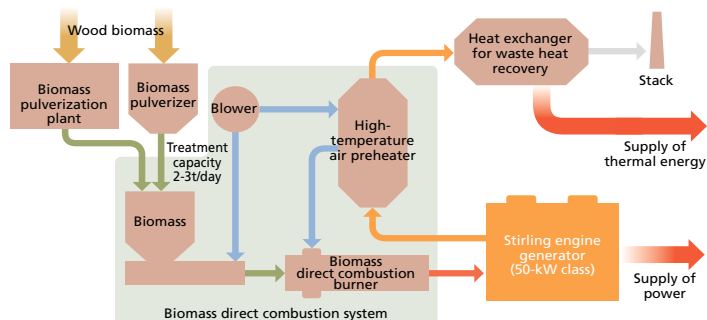 Wood biomass
Biomass
pulverization
plant
Biomass
pulverizer
Blower
High-
temperature
air preheater
Heat exchanger
for waste heat
recovery
Stack
Supply of
thermal energy
Treatment
capacity
2-3t/day
Biomass
Biomass
direct combustion
burner
Stirling engine
generator
(50-kW class)
Supply of
power
Biomass direct combustion system